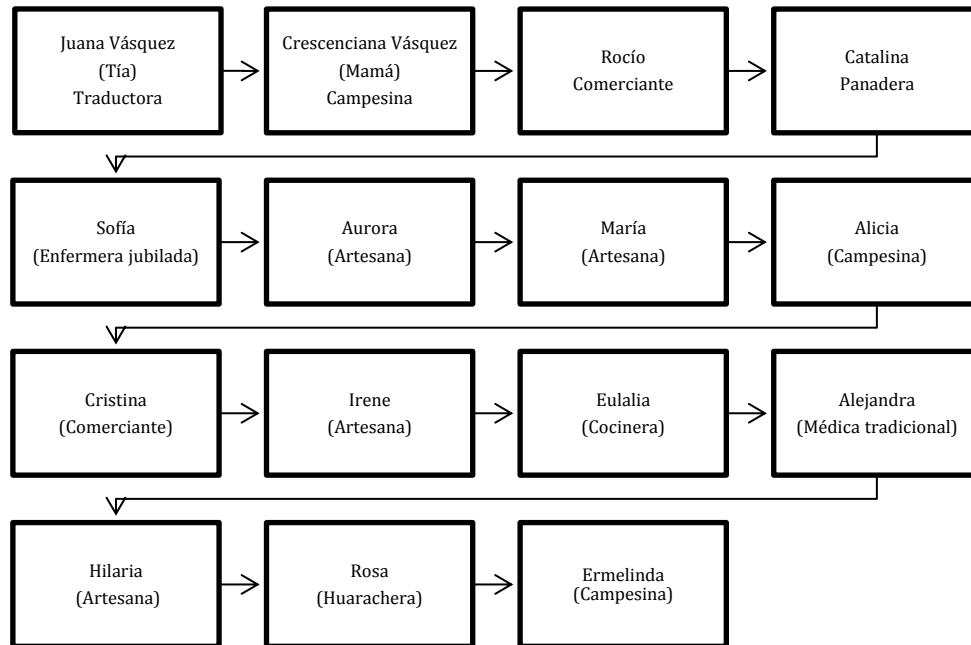 Juana Vásquez
(Tía)
Traductora
Crescenciana Vásquez
(Mamá)
Campesina
Rocío
Comerciante
Catalina
Panadera
Sofía
(Enfermera jubilada)
Aurora
(Artesana)
María
(Artesana)
Alicia
(Campesina)
Cristina
(Comerciante)
Irene
(Artesana)
Eulalia
(Cocinera)
Alejandra
(Médica tradicional)
Hilaria
(Artesana)
Rosa
(Huarachera)
Ermelinda
(Campesina)